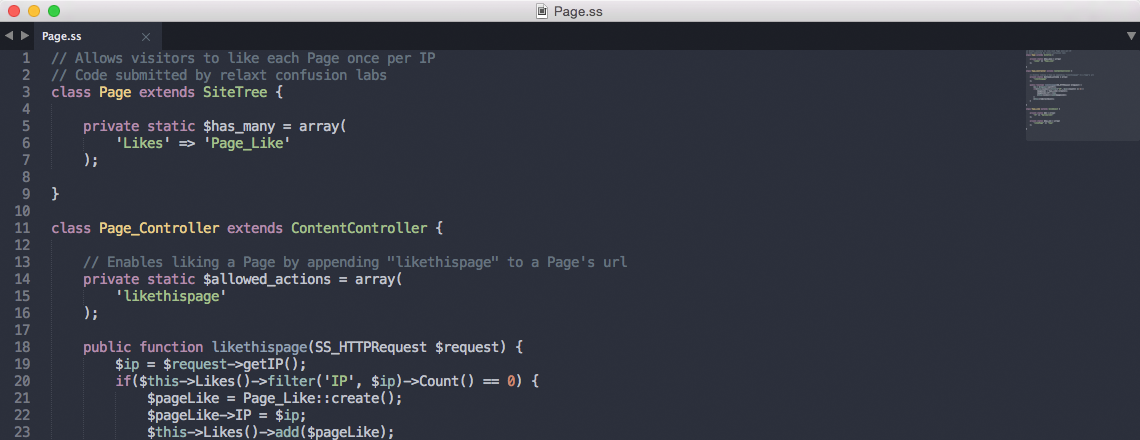 Page.ss
Page.ss
1 // Allows visitors to like each Page once per IP
2 // Code submitted by relaxt confusion labs
3 class Page extends SiteTree {
4
5     private static $has_many = array(
6         'Likes' => 'Page_Like'
7     );
8
9 }
10
11 class Page_Controller extends ContentController {
12
13     // Enables liking a Page by appending "likethispage" to a Page's url
14     private static $allowed_actions = array(
15         'likethispage'
16     );
17
18     public function likethispage(SS_HTTPRequest $request) {
19         $ip = $request->getIP();
20         if($this->Likes()->filter('IP', $ip)->Count() == 0) {
21             $pageLike = Page_Like::create();
22             $pageLike->IP = $ip;
23             $this->Likes()->add($pageLike);